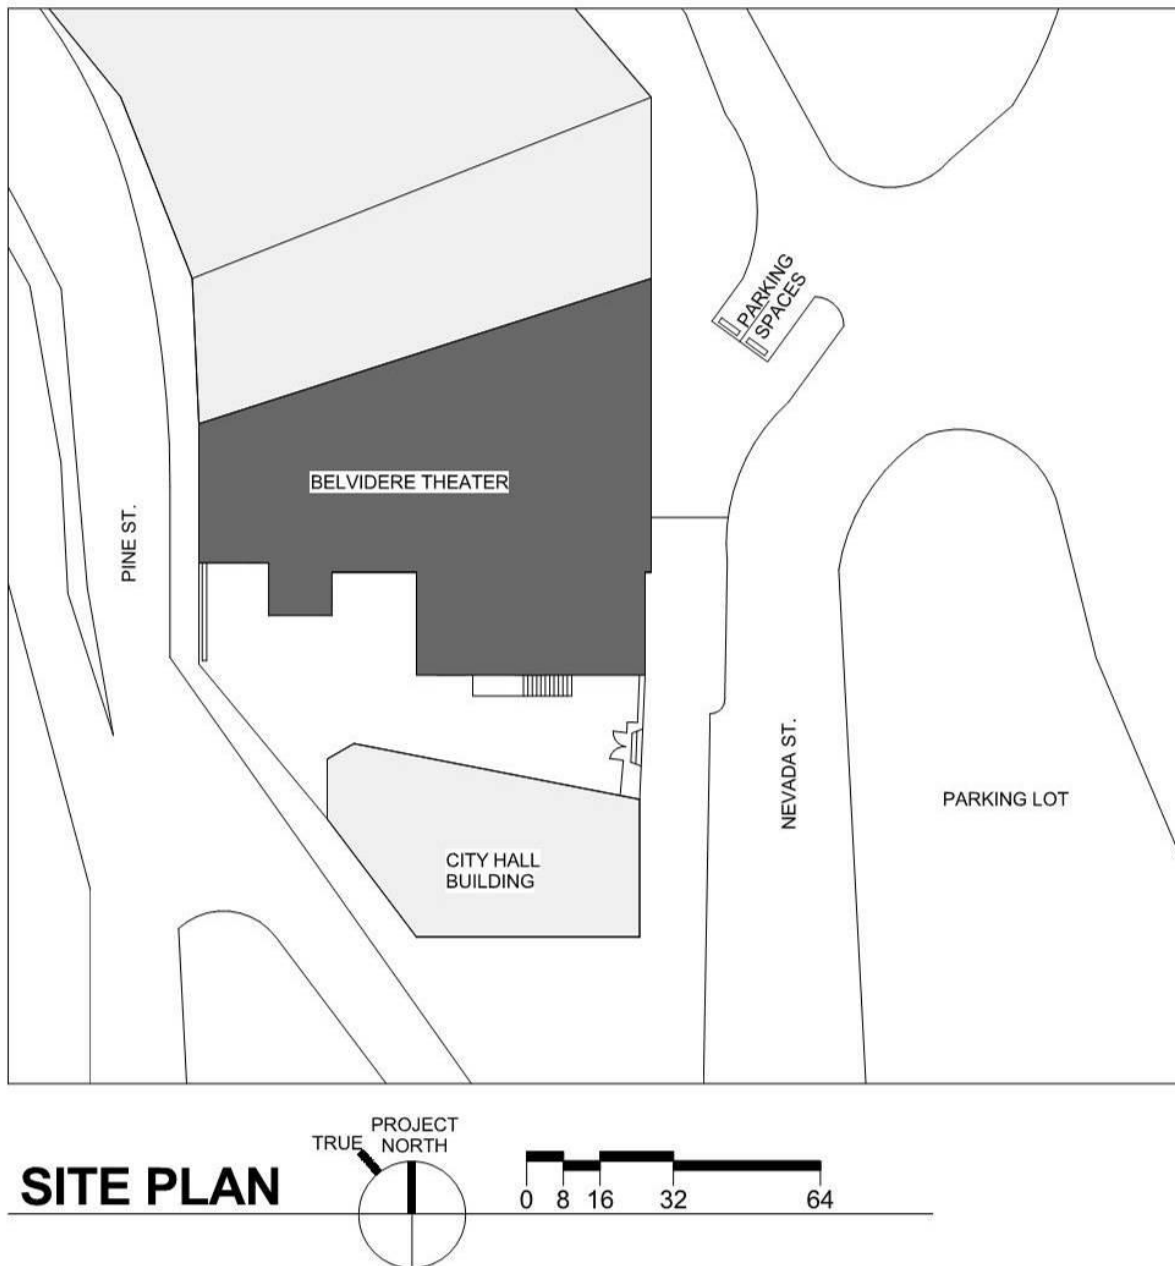 PARKING
SPACES
BELVIDERE THEATER
PINE ST.
NEVADA ST.
PARKING LOT
CITY HALL
BUILDING
SITE PLAN
TRUE
PROJECT
NORTH
0 8 16 32 64